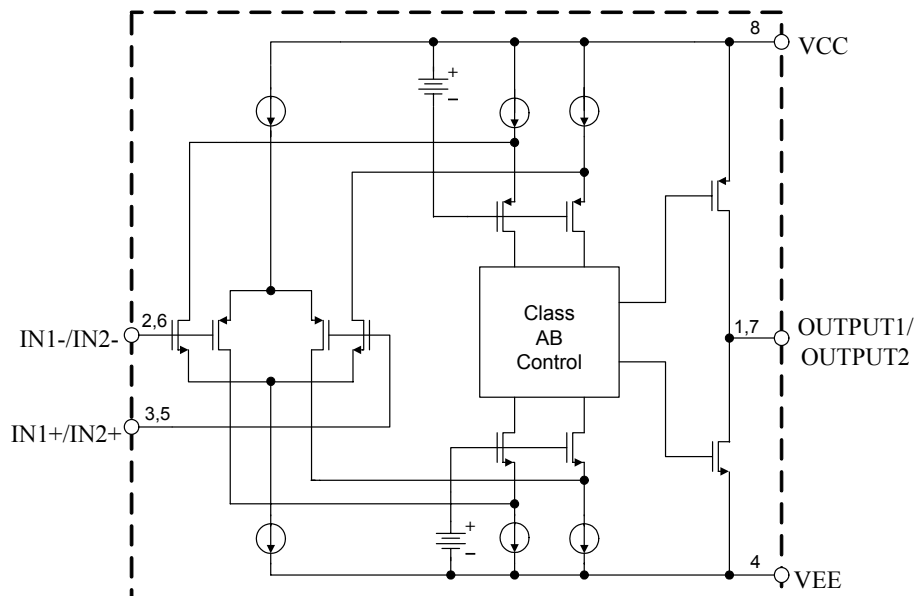 8
VCC
+
−
Class
AB
Control
2,6
IN1-/IN2-
1,7
OUTPUT1/
OUTPUT2
3,5
IN1+/IN2+
+
−
4
VEE